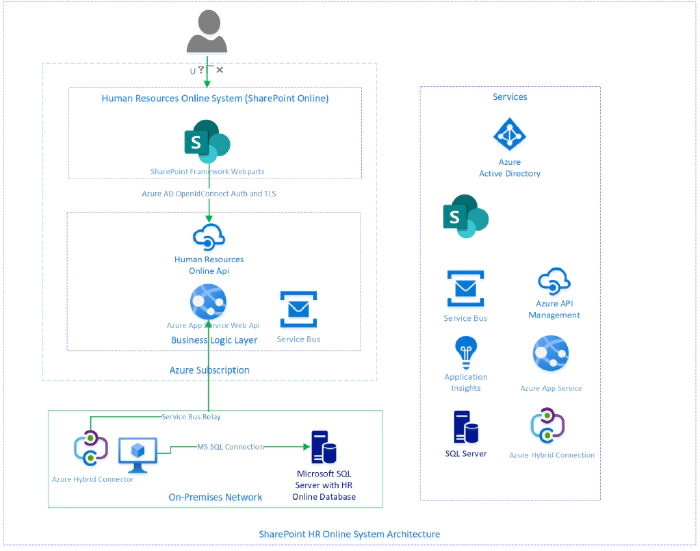 Human Resources Online System (SharePoint Online)
SharePoint Framework Webparts
Azure AD OpenIdConnect Auth and TLS
Human Resources
Online Api
Azure App Service Web Api
Business Logic Layer
Service Bus
Azure Subscription
Service Bus Relay
MS SQL Connection
Azure Hybrid Connector
Microsoft SQL
Server with HR
Online Database
On-Premises Network
Services
Azure
Active Directory
S
S
Service Bus
Azure API
Management
Application
Insights
Azure App Service
SQL Server
Azure Hybrid Connection
SharePoint HR Online System Architecture